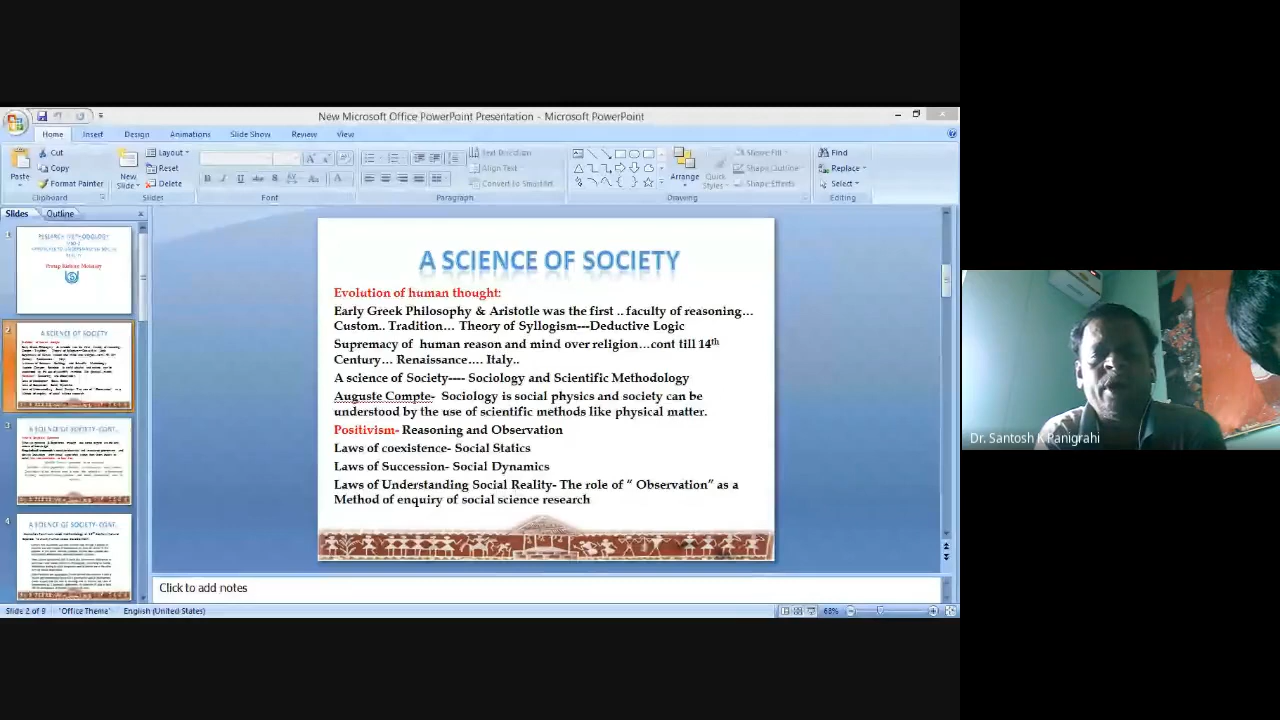 New Microsoft Office PowerPoint Presentation - Microsoft PowerPoint
Home Insert Design Animations Slide Show Review View
Cut
Copy
Format Painter
Paste
Clipboard
New
Slide
Layout
Reset
Delete
Slides
Font
Text Direction
Align Text
Convert to SmartArt
Paragraph
Arrange
Quick
Styles
Shape Fill
Shape Outline
Shape Effects
Drawing
Find
Replace
Select
Editing
Slides Outline
RESEARCH METHODOLOGY
2
A SCIENCE OF SOCIETY
3
A SCIENCE OF SOCIETY-CONT.
4
A SCIENCE OF SOCIETY-CONT.
A SCIENCE OF SOCIETY
Evolution of human thought:
Early Greek Philosophy & Aristotle was the first .. faculty of reasoning…
Custom.. Tradition… Theory of Syllogism---Deductive Logic
Supremacy of human reason and mind over religion…cont till 14th
Century… Renaissance…. Italy..
A science of Society---- Sociology and Scientific Methodology
Auguste Compte- Sociology is social physics and society can be
understood by the use of scientific methods like physical matter.
Positivism- Reasoning and Observation
Laws of coexistence- Social Statics
Laws of Succession- Social Dynamics
Laws of Understanding Social Reality- The role of “ Observation” as a
Method of enquiry of social science research
Click to add notes
Slide 2 of 9 "Office Theme" English (United States) 68%
Dr. Santosh K Panigrahi